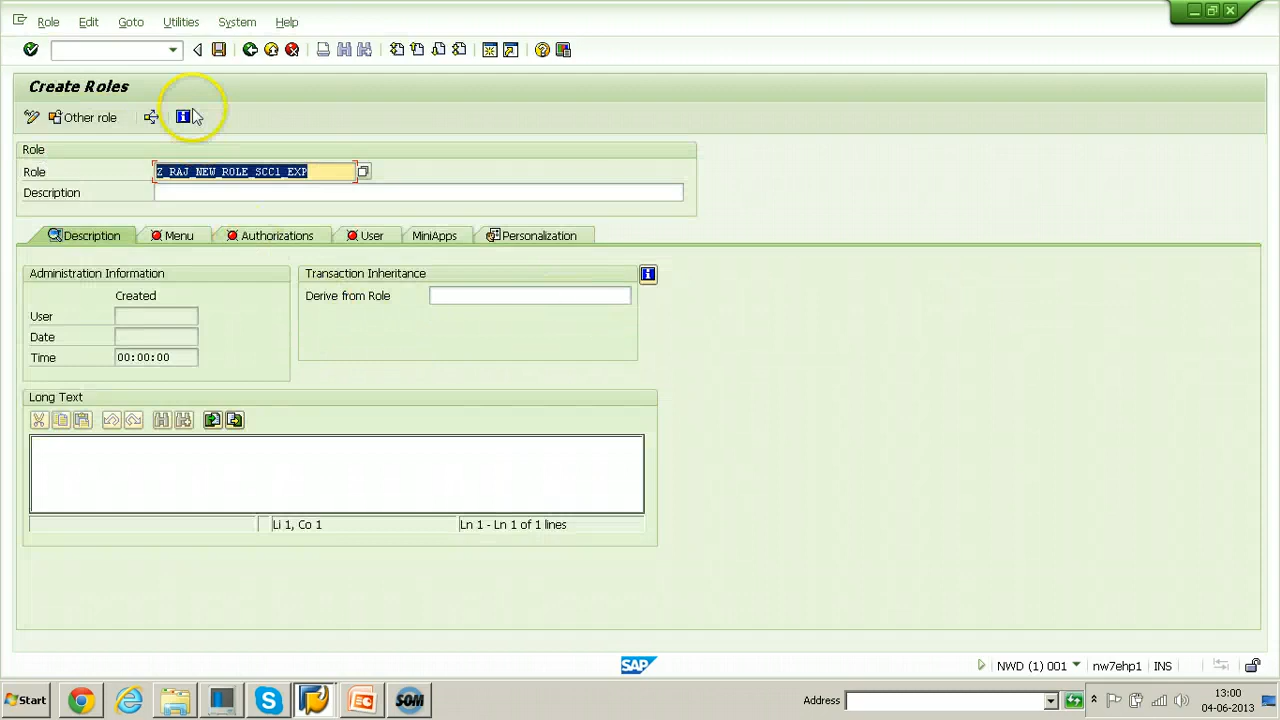 Role Edit Goto Utilities System Help
Create Roles
Other role
Role
Role Z_RAJ_NEW_ROLE_SCC1_EXP
Description
Description Menu Authorizations User MiniApps Personalization
Administration Information Transaction Inheritance
Created Derive from Role
User
Date
Time 00:00:00
Long Text
Li 1, Co 1 Ln 1 - Ln 1 of 1 lines
SAP NWD (1) 001 nw7ehp1 INS
Start SOM Address 13:00
04-06-2013